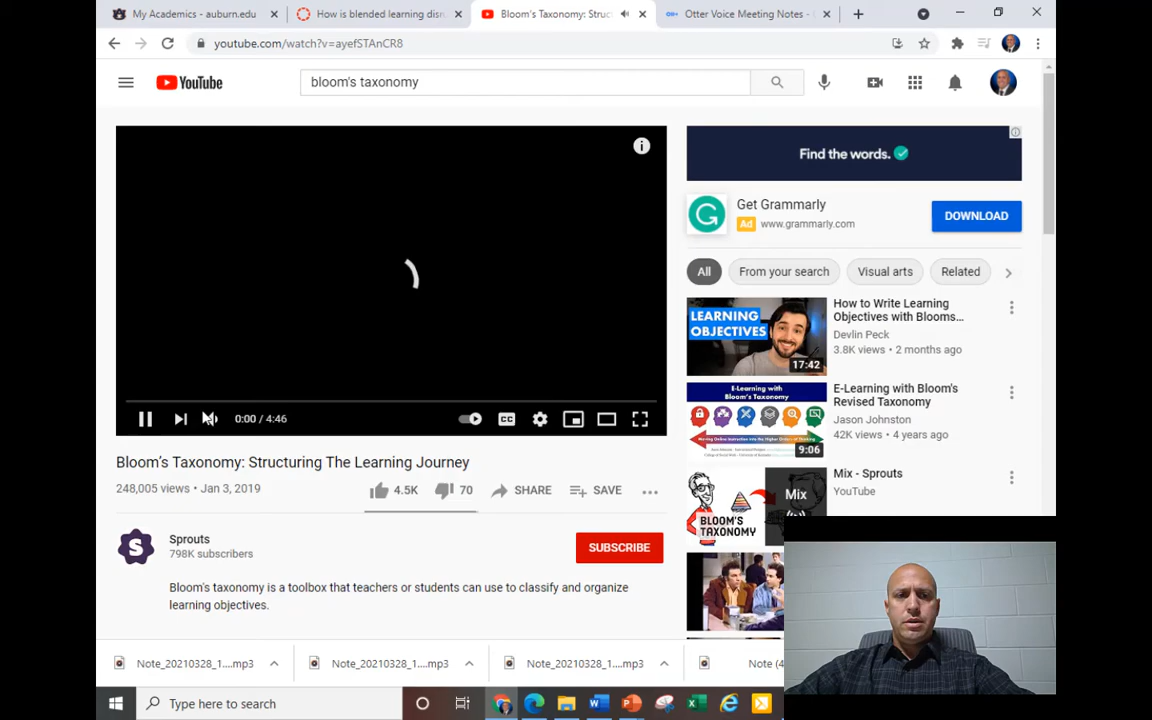 My Academics - auburn.edu
How is blended learning disr
Bloom's Taxonomy: Struc
Otter Voice Meeting Notes -
youtube.com/watch?v=ayefSTAnCR8
YouTube
bloom's taxonomy
Find the words.
Get Grammarly
Ad www.grammarly.com
DOWNLOAD
All
From your search
Visual arts
Related
LEARNING
OBJECTIVES
17:42
How to Write Learning
Objectives with Blooms...
Devlin Peck
3.8K views • 2 months ago
E-Learning with
Bloom's Revised Taxonomy
9:06
E-Learning with Bloom's
Revised Taxonomy
Jason Johnston
42K views • 4 years ago
0:00 / 4:46
CC
Bloom's Taxonomy: Structuring The Learning Journey
248,005 views • Jan 3, 2019
4.5K
70
SHARE
SAVE
BLOOM'S
TAXONOMY
Mix
Mix - Sprouts
YouTube
S
Sprouts
798K subscribers
SUBSCRIBE
Bloom's taxonomy is a toolbox that teachers or students can use to classify and organize
learning objectives.
Note_20210328_1....mp3
Note_20210328_1....mp3
Note_20210328_1....mp3
Note (4
Type here to search